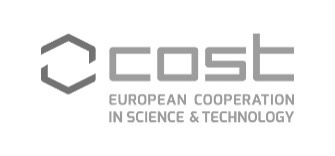 cost
EUROPEAN COOPERATION
IN SCIENCE & TECHNOLOGY